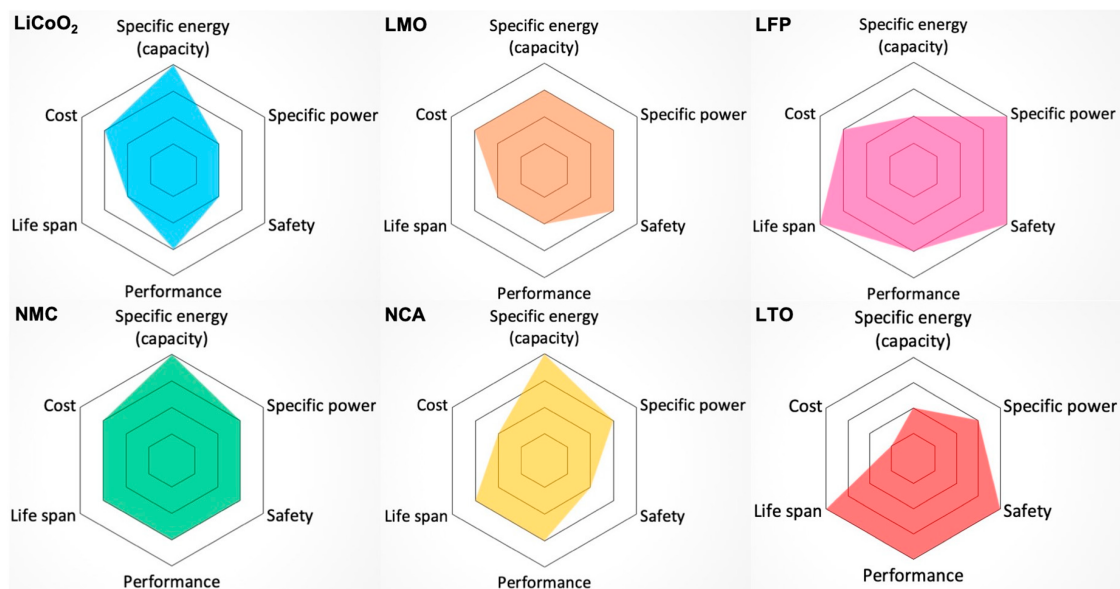 LiCoO₂
Specific energy
(capacity)
Cost
Specific power
Life span
Safety
Performance
LMO
Specific energy
(capacity)
Cost
Specific power
Life span
Safety
Performance
LFP
Specific energy
(capacity)
Cost
Specific power
Life span
Safety
Performance
NMC
Specific energy
(capacity)
Cost
Specific power
Life span
Safety
Performance
NCA
Specific energy
(capacity)
Cost
Specific power
Life span
Safety
Performance
LTO
Specific energy
(capacity)
Cost
Specific power
Life span
Safety
Performance